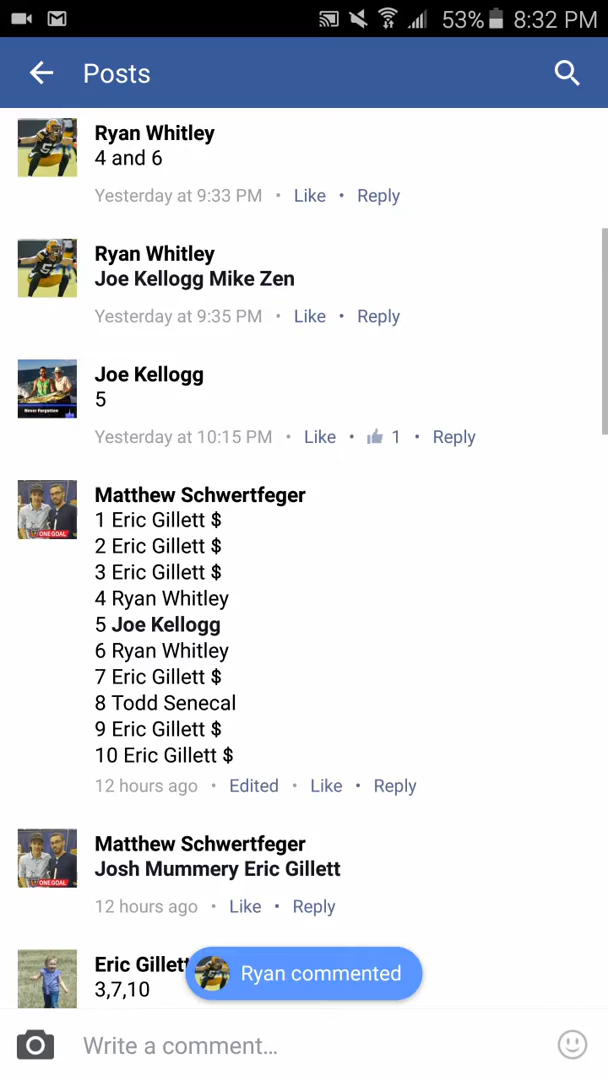 53% 8:32 PM
Posts
Ryan Whitley
4 and 6
Yesterday at 9:33 PM • Like • Reply
Ryan Whitley
Joe Kellogg Mike Zen
Yesterday at 9:35 PM • Like • Reply
Joe Kellogg
5
Yesterday at 10:15 PM • Like • 1 • Reply
Matthew Schwertfeger
1 Eric Gillett $
2 Eric Gillett $
3 Eric Gillett $
4 Ryan Whitley
5 Joe Kellogg
6 Ryan Whitley
7 Eric Gillett $
8 Todd Senecal
9 Eric Gillett $
10 Eric Gillett $
12 hours ago • Edited • Like • Reply
Matthew Schwertfeger
Josh Mummery Eric Gillett
12 hours ago • Like • Reply
Eric Gillett
3,7,10
Ryan commented
Write a comment...